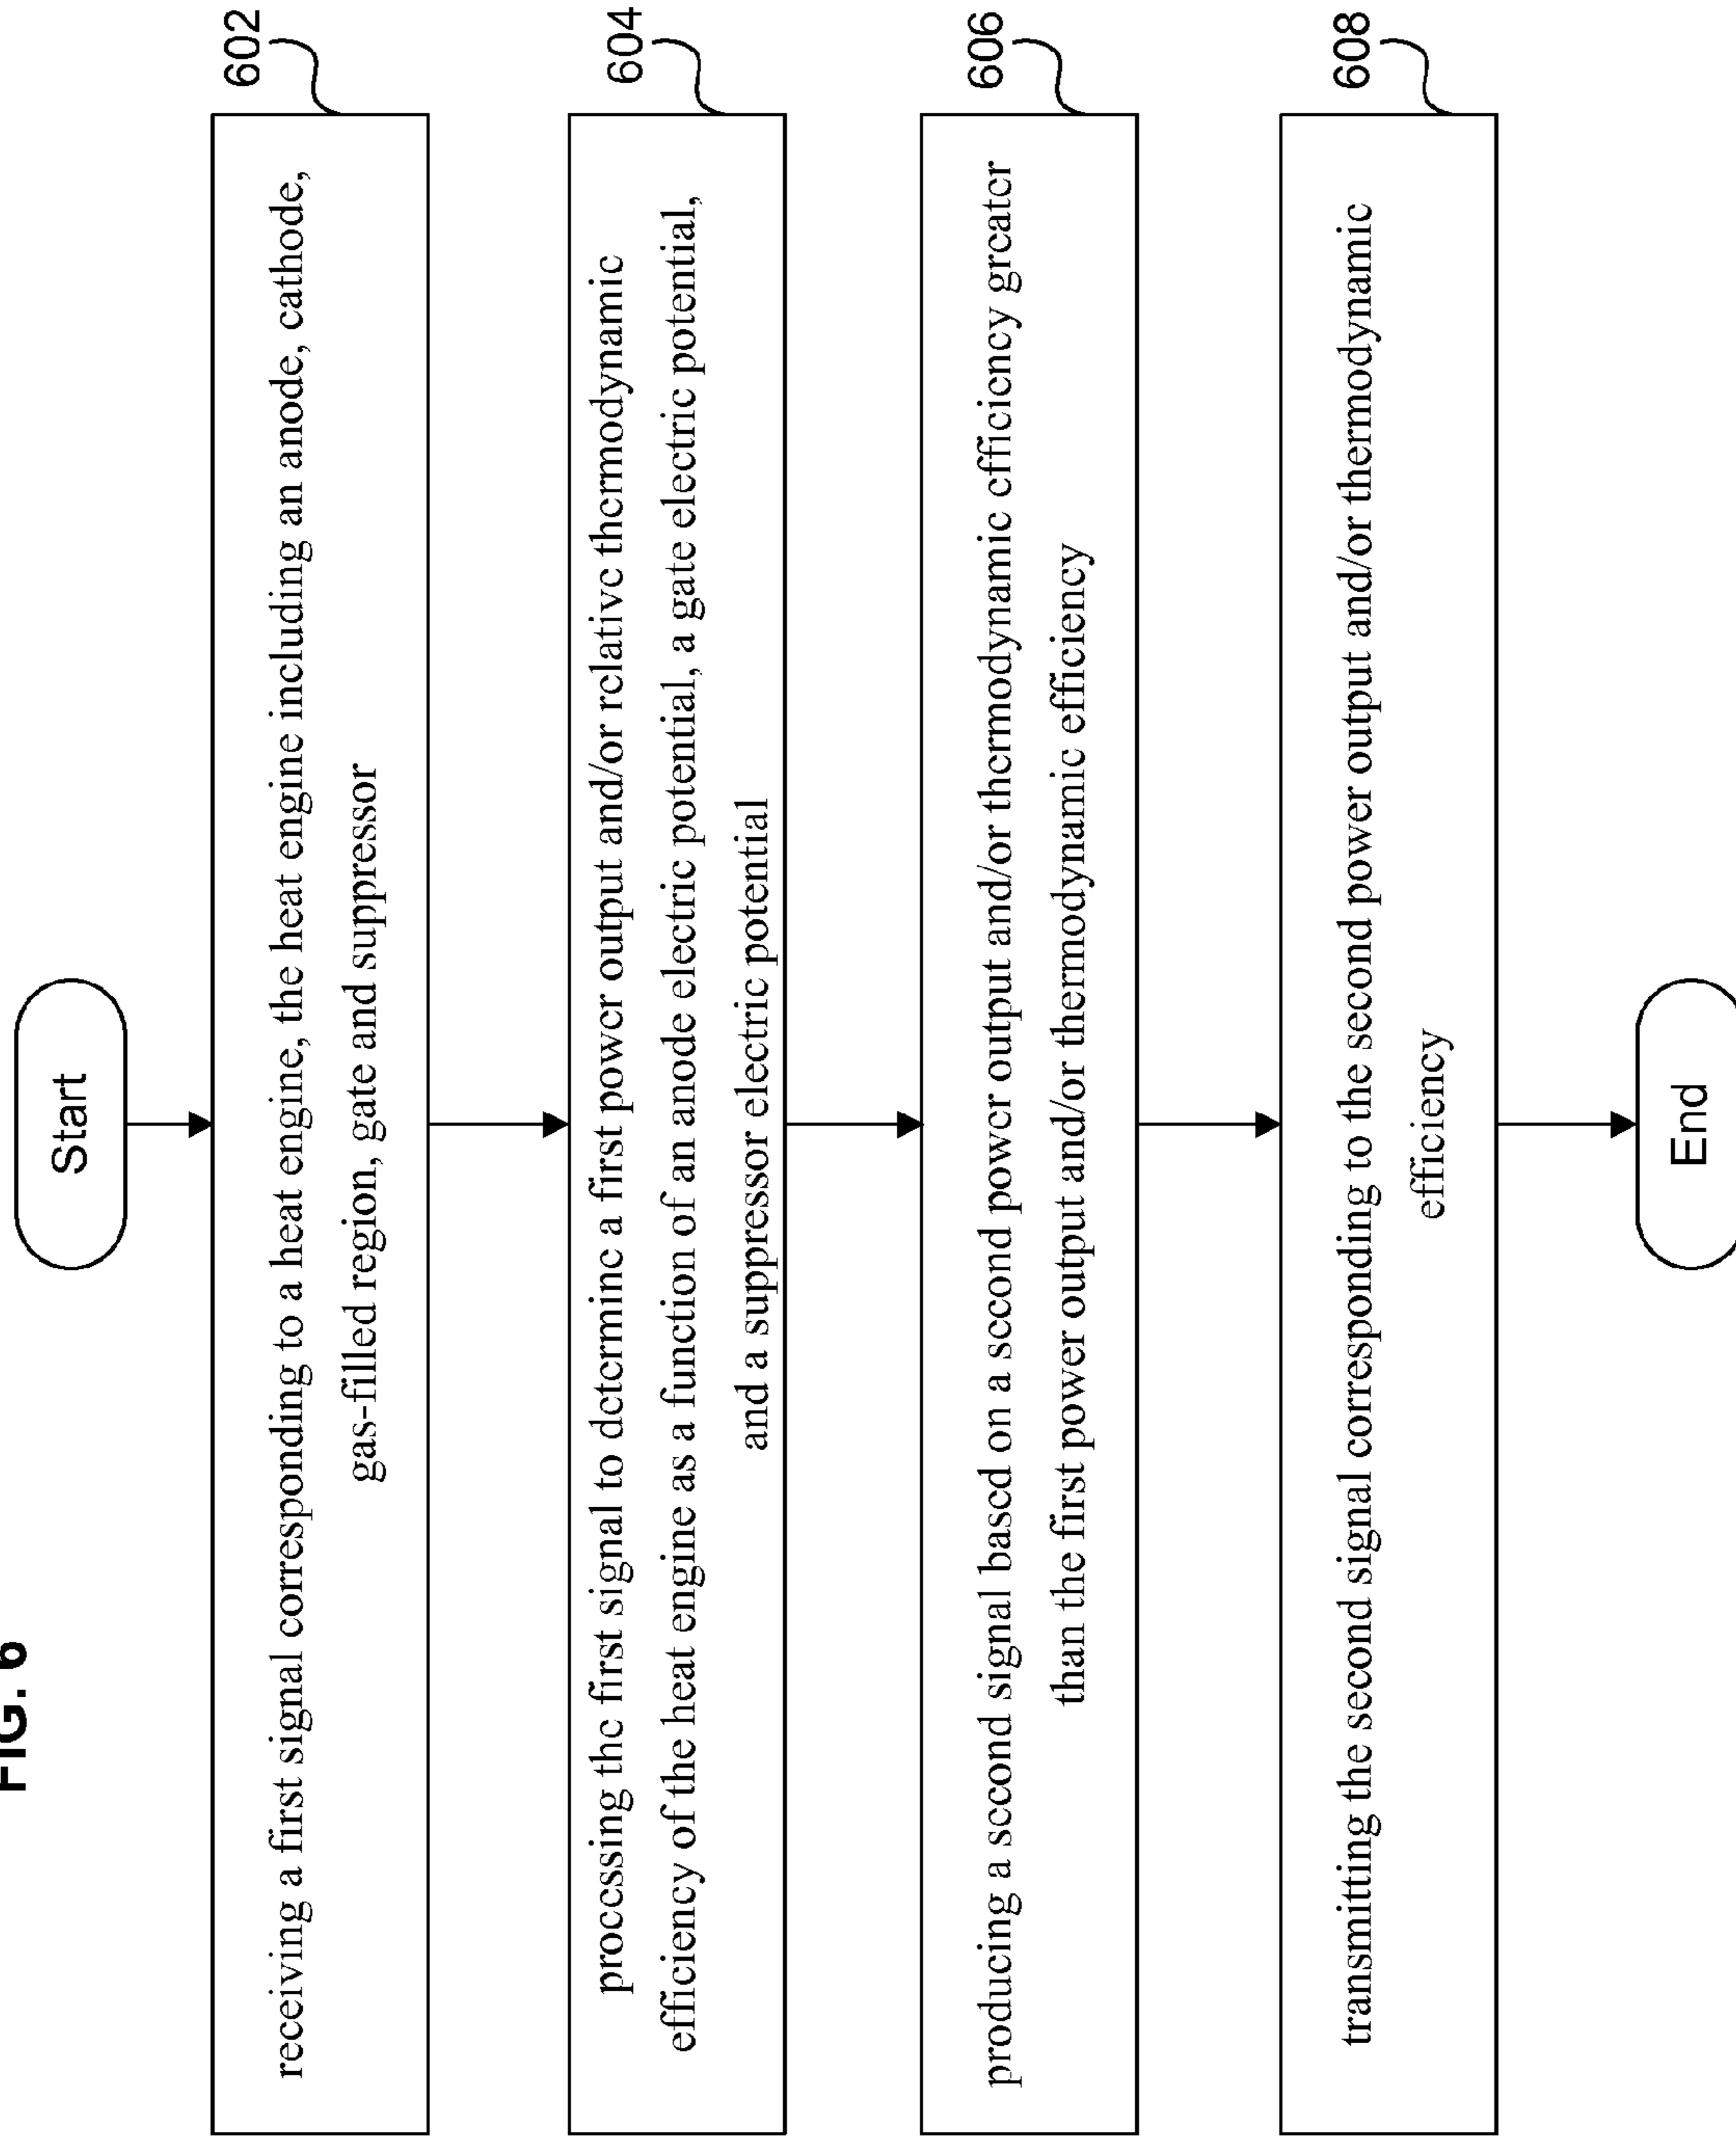 FIG. 6
Start
602
receiving a first signal corresponding to a heat engine, the heat engine including an anode, cathode,
gas-filled region, gate and suppressor
604
processing the first signal to determine a first power output and/or relative thermodynamic
efficiency of the heat engine as a function of an anode electric potential, a gate electric potential,
and a suppressor electric potential
606
producing a second signal based on a second power output and/or thermodynamic efficiency greater
than the first power output and/or thermodynamic efficiency
608
transmitting the second signal corresponding to the second power output and/or thermodynamic
efficiency
End